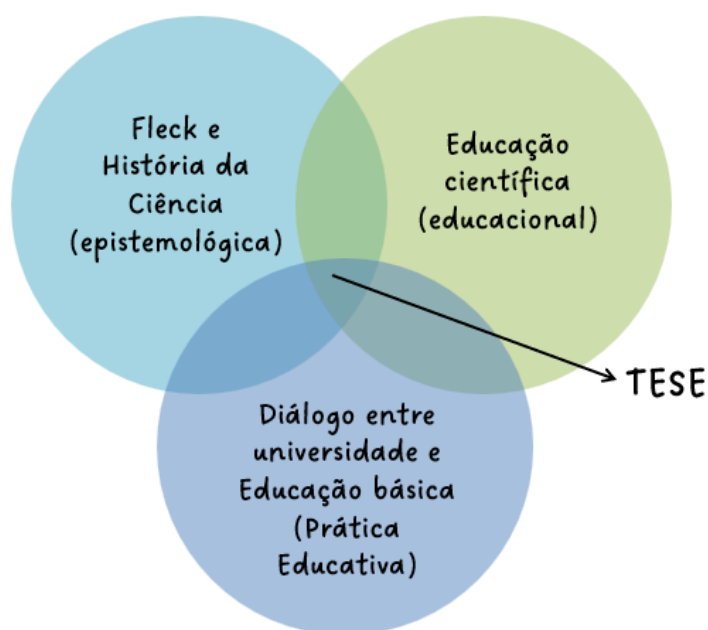 Fleck e
História da
Ciência
(epistemológica)
Educação
científica
(educacional)
TESE
Diálogo entre
universidade e
Educação básica
(Prática
Educativa)